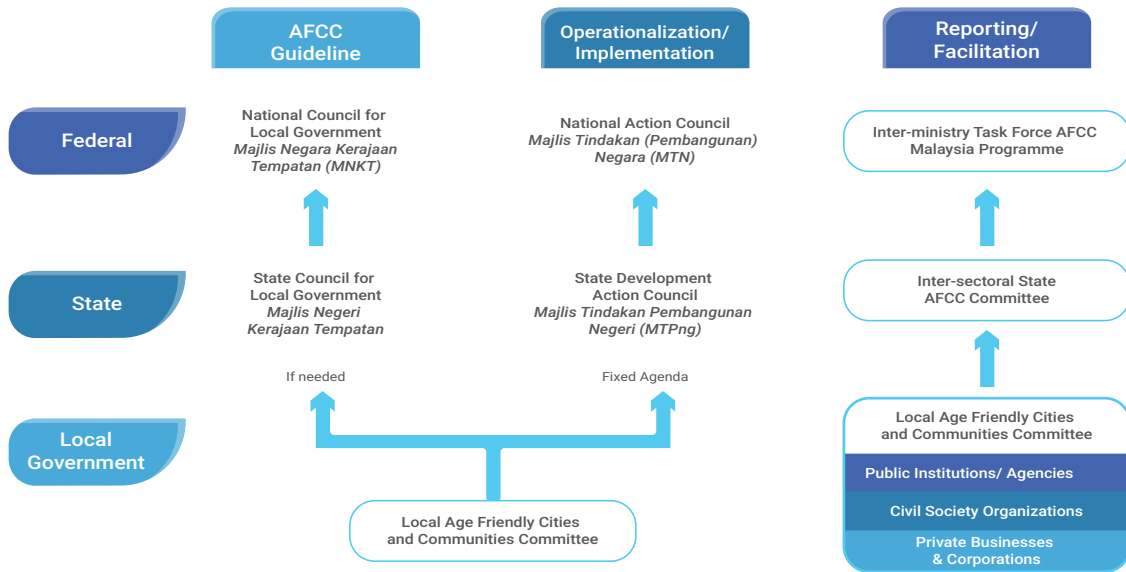 AFCC
Guideline
Operationalization/
Implementation
Reporting/
Facilitation
Federal
National Council for
Local Government
Majlis Negara Kerajaan
Tempatan (MNKT)
National Action Council
Majlis Tindakan (Pembangunan)
Negara (MTN)
Inter-ministry Task Force AFCC
Malaysia Programme
State
State Council for
Local Government
Majlis Negeri
Kerajaan Tempatan
State Development
Action Council
Majlis Tindakan Pembangunan
Negeri (MTPng)
Inter-sectoral State
AFCC Committee
If needed
Fixed Agenda
Local
Government
Local Age Friendly Cities
and Communities Committee
Local Age Friendly Cities
and Communities Committee
Public Institutions/ Agencies
Civil Society Organizations
Private Businesses
& Corporations